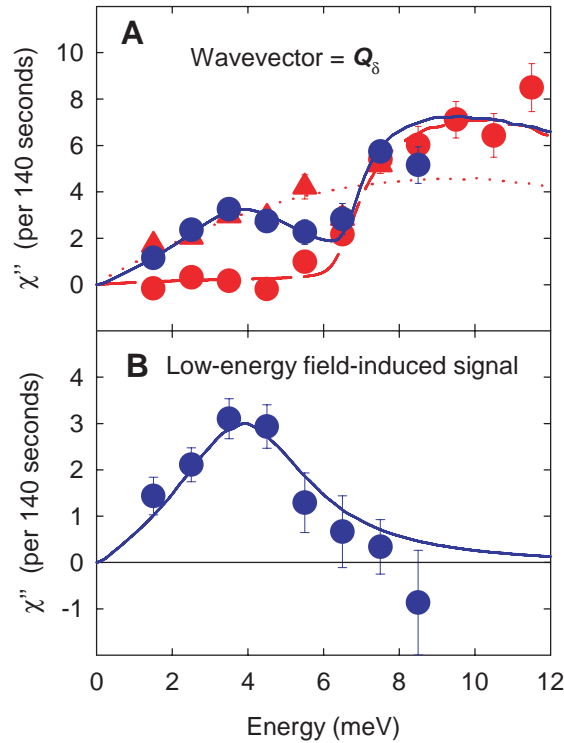 A
Wavevector = Qδ
10
8
6
4
2
0
χ" (per 140 seconds)
B Low-energy field-induced signal
4
3
2
1
0
-1
χ" (per 140 seconds)
0 2 4 6 8 10 12
Energy (meV)